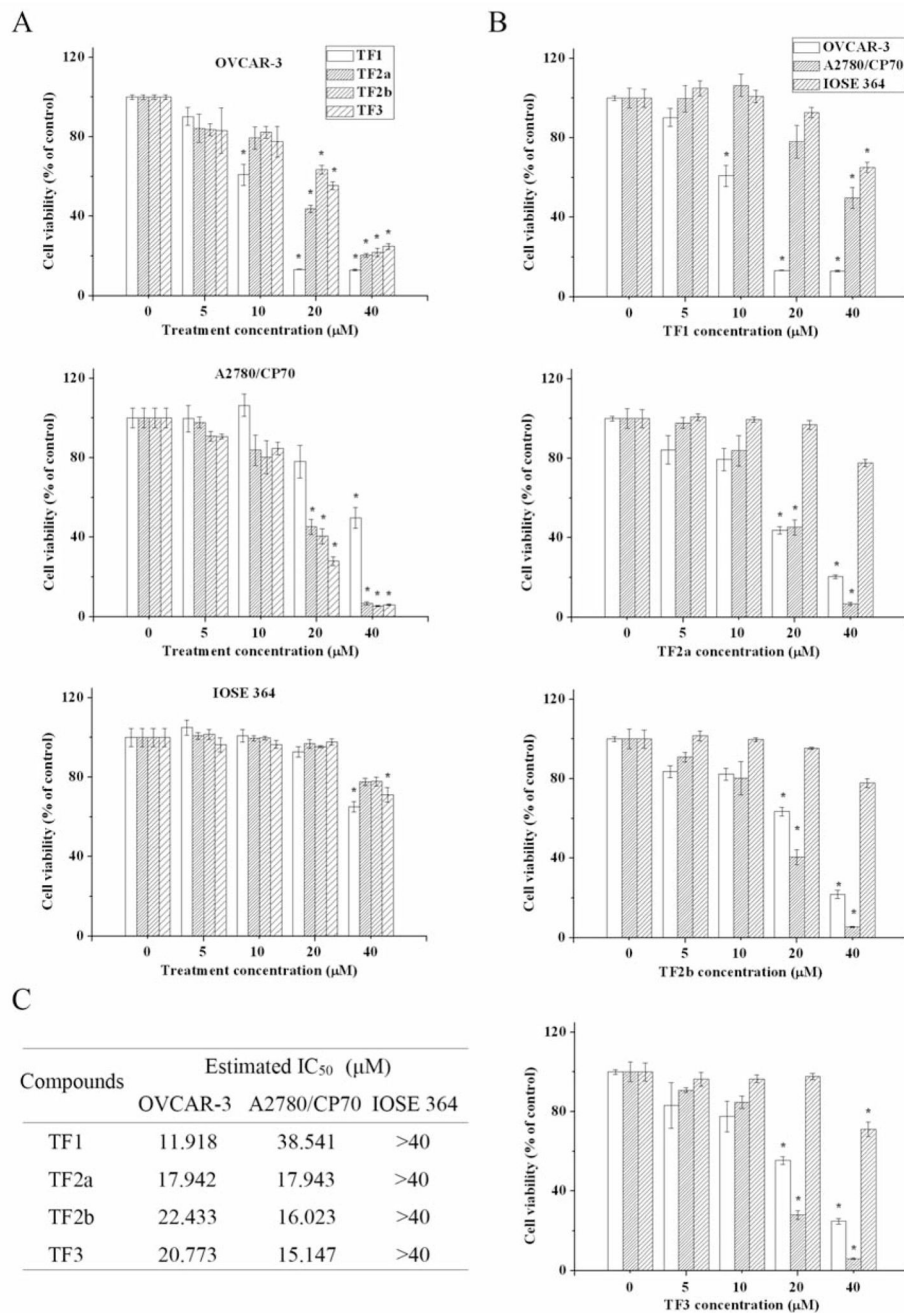 A
OVCAR-3
TF1
TF2a
TF2b
TF3
Cell viability (% of control)
120
80
40
0
* * * * * * * * *
0 5 10 20 40
Treatment concentration (μM)
A2780/CP70
Cell viability (% of control)
120
80
40
0
* * * * * * *
0 5 10 20 40
Treatment concentration (μM)
IOSE 364
Cell viability (% of control)
120
80
40
0
* *
0 5 10 20 40
Treatment concentration (μM)
B
OVCAR-3
A2780/CP70
IOSE 364
Cell viability (% of control)
120
80
40
0
* * * * *
0 5 10 20 40
TF1 concentration (μM)
Cell viability (% of control)
120
80
40
0
* * * *
0 5 10 20 40
TF2a concentration (μM)
Cell viability (% of control)
120
80
40
0
* * * *
0 5 10 20 40
TF2b concentration (μM)
Cell viability (% of control)
120
80
40
0
* * * * *
0 5 10 20 40
TF3 concentration (μM)
C
Compounds Estimated IC₅₀ (μM)
OVCAR-3 A2780/CP70 IOSE 364
TF1 11.918 38.541 >40
TF2a 17.942 17.943 >40
TF2b 22.433 16.023 >40
TF3 20.773 15.147 >40